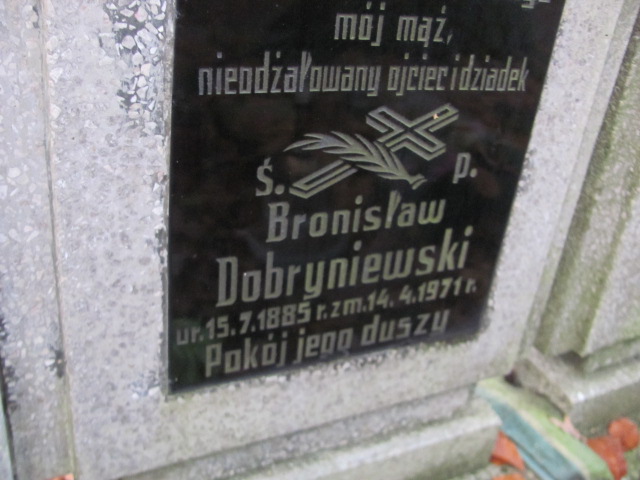 mój mąż,
nieodżałowany ojciec i dziadek
Ś. p.
Bronisław
Dobryniewski
ur. 15.7.1885 r. zm. 14. 4. 1971 r.
Pokój jego duszy